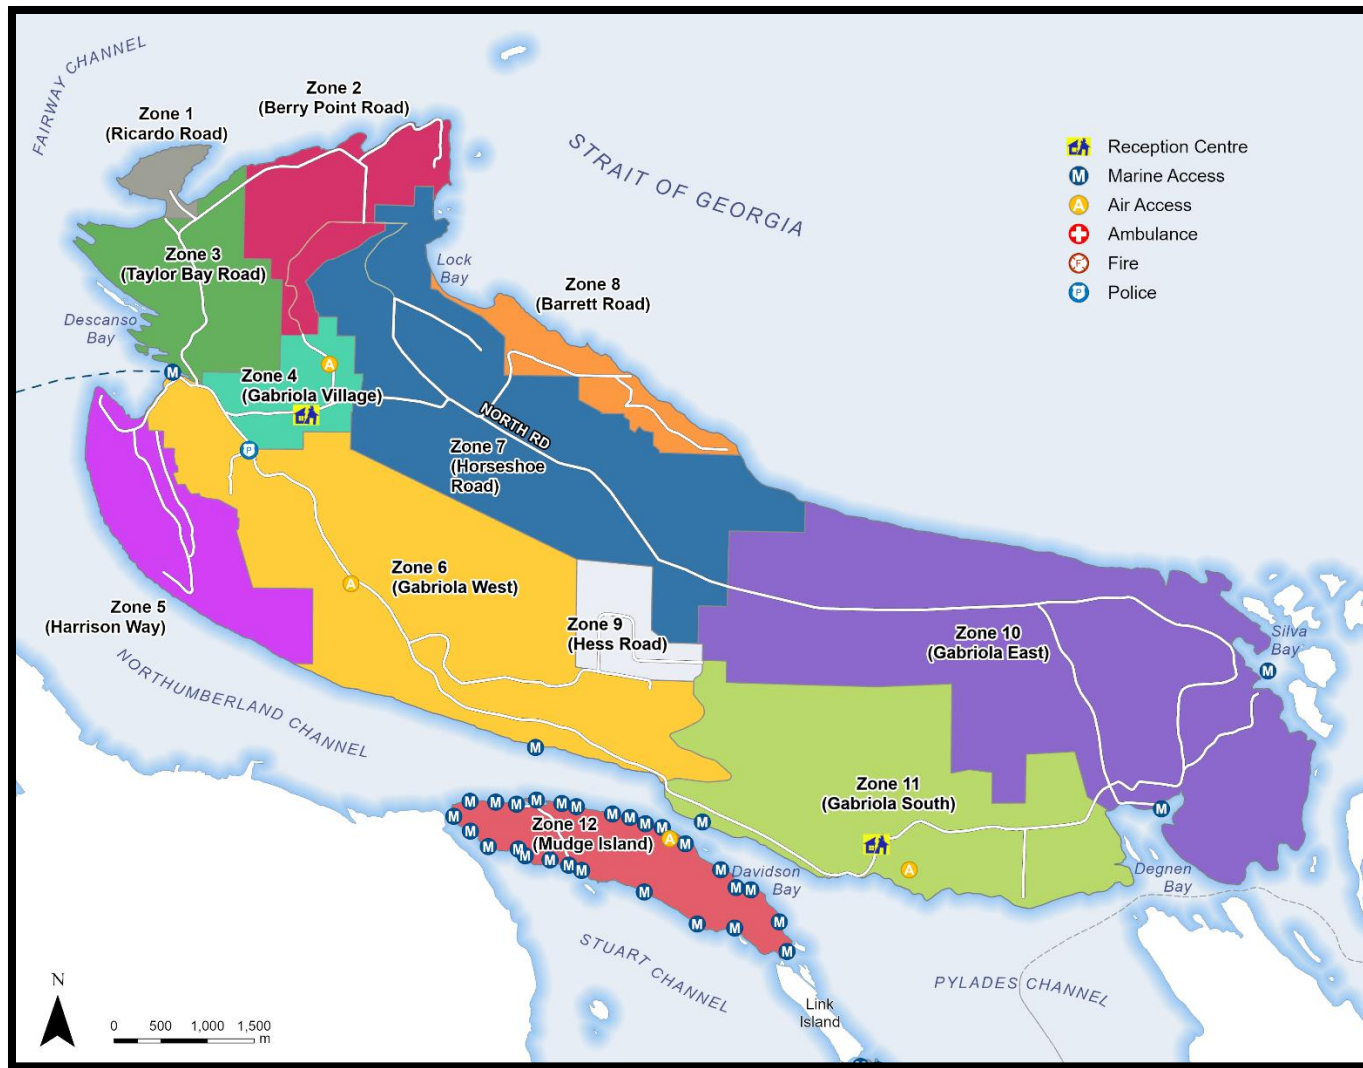 FAIRWAY CHANNEL
Zone 1
(Ricardo Road)
Zone 2
(Berry Point Road)
STRAIT OF GEORGIA
Reception Centre
M Marine Access
A Air Access
Ambulance
F Fire
P Police
Zone 3
(Taylor Bay Road)
Lock
Bay
Zone 8
(Barrett Road)
Descanso
Bay
M
A
Zone 4
(Gabriola Village)
NORTH RD
P
Zone 7
(Horseshoe
Road)
A
Zone 6
(Gabriola West)
Zone 5
(Harrison Way)
Zone 9
(Hess Road)
Zone 10
(Gabriola East)
Silva
Bay
M
NORTHUMBERLAND CHANNEL
M
Zone 11
(Gabriola South)
M
M
A
Zone 12
(Mudge Island)
A
M M M M M M M M M M M M
M M M M M M M M M M M M
M M M M M
Davidson
Bay
Degnen
Bay
STUART CHANNEL
PYLADES CHANNEL
Link
Island
N
0 500 1,000 1,500
m